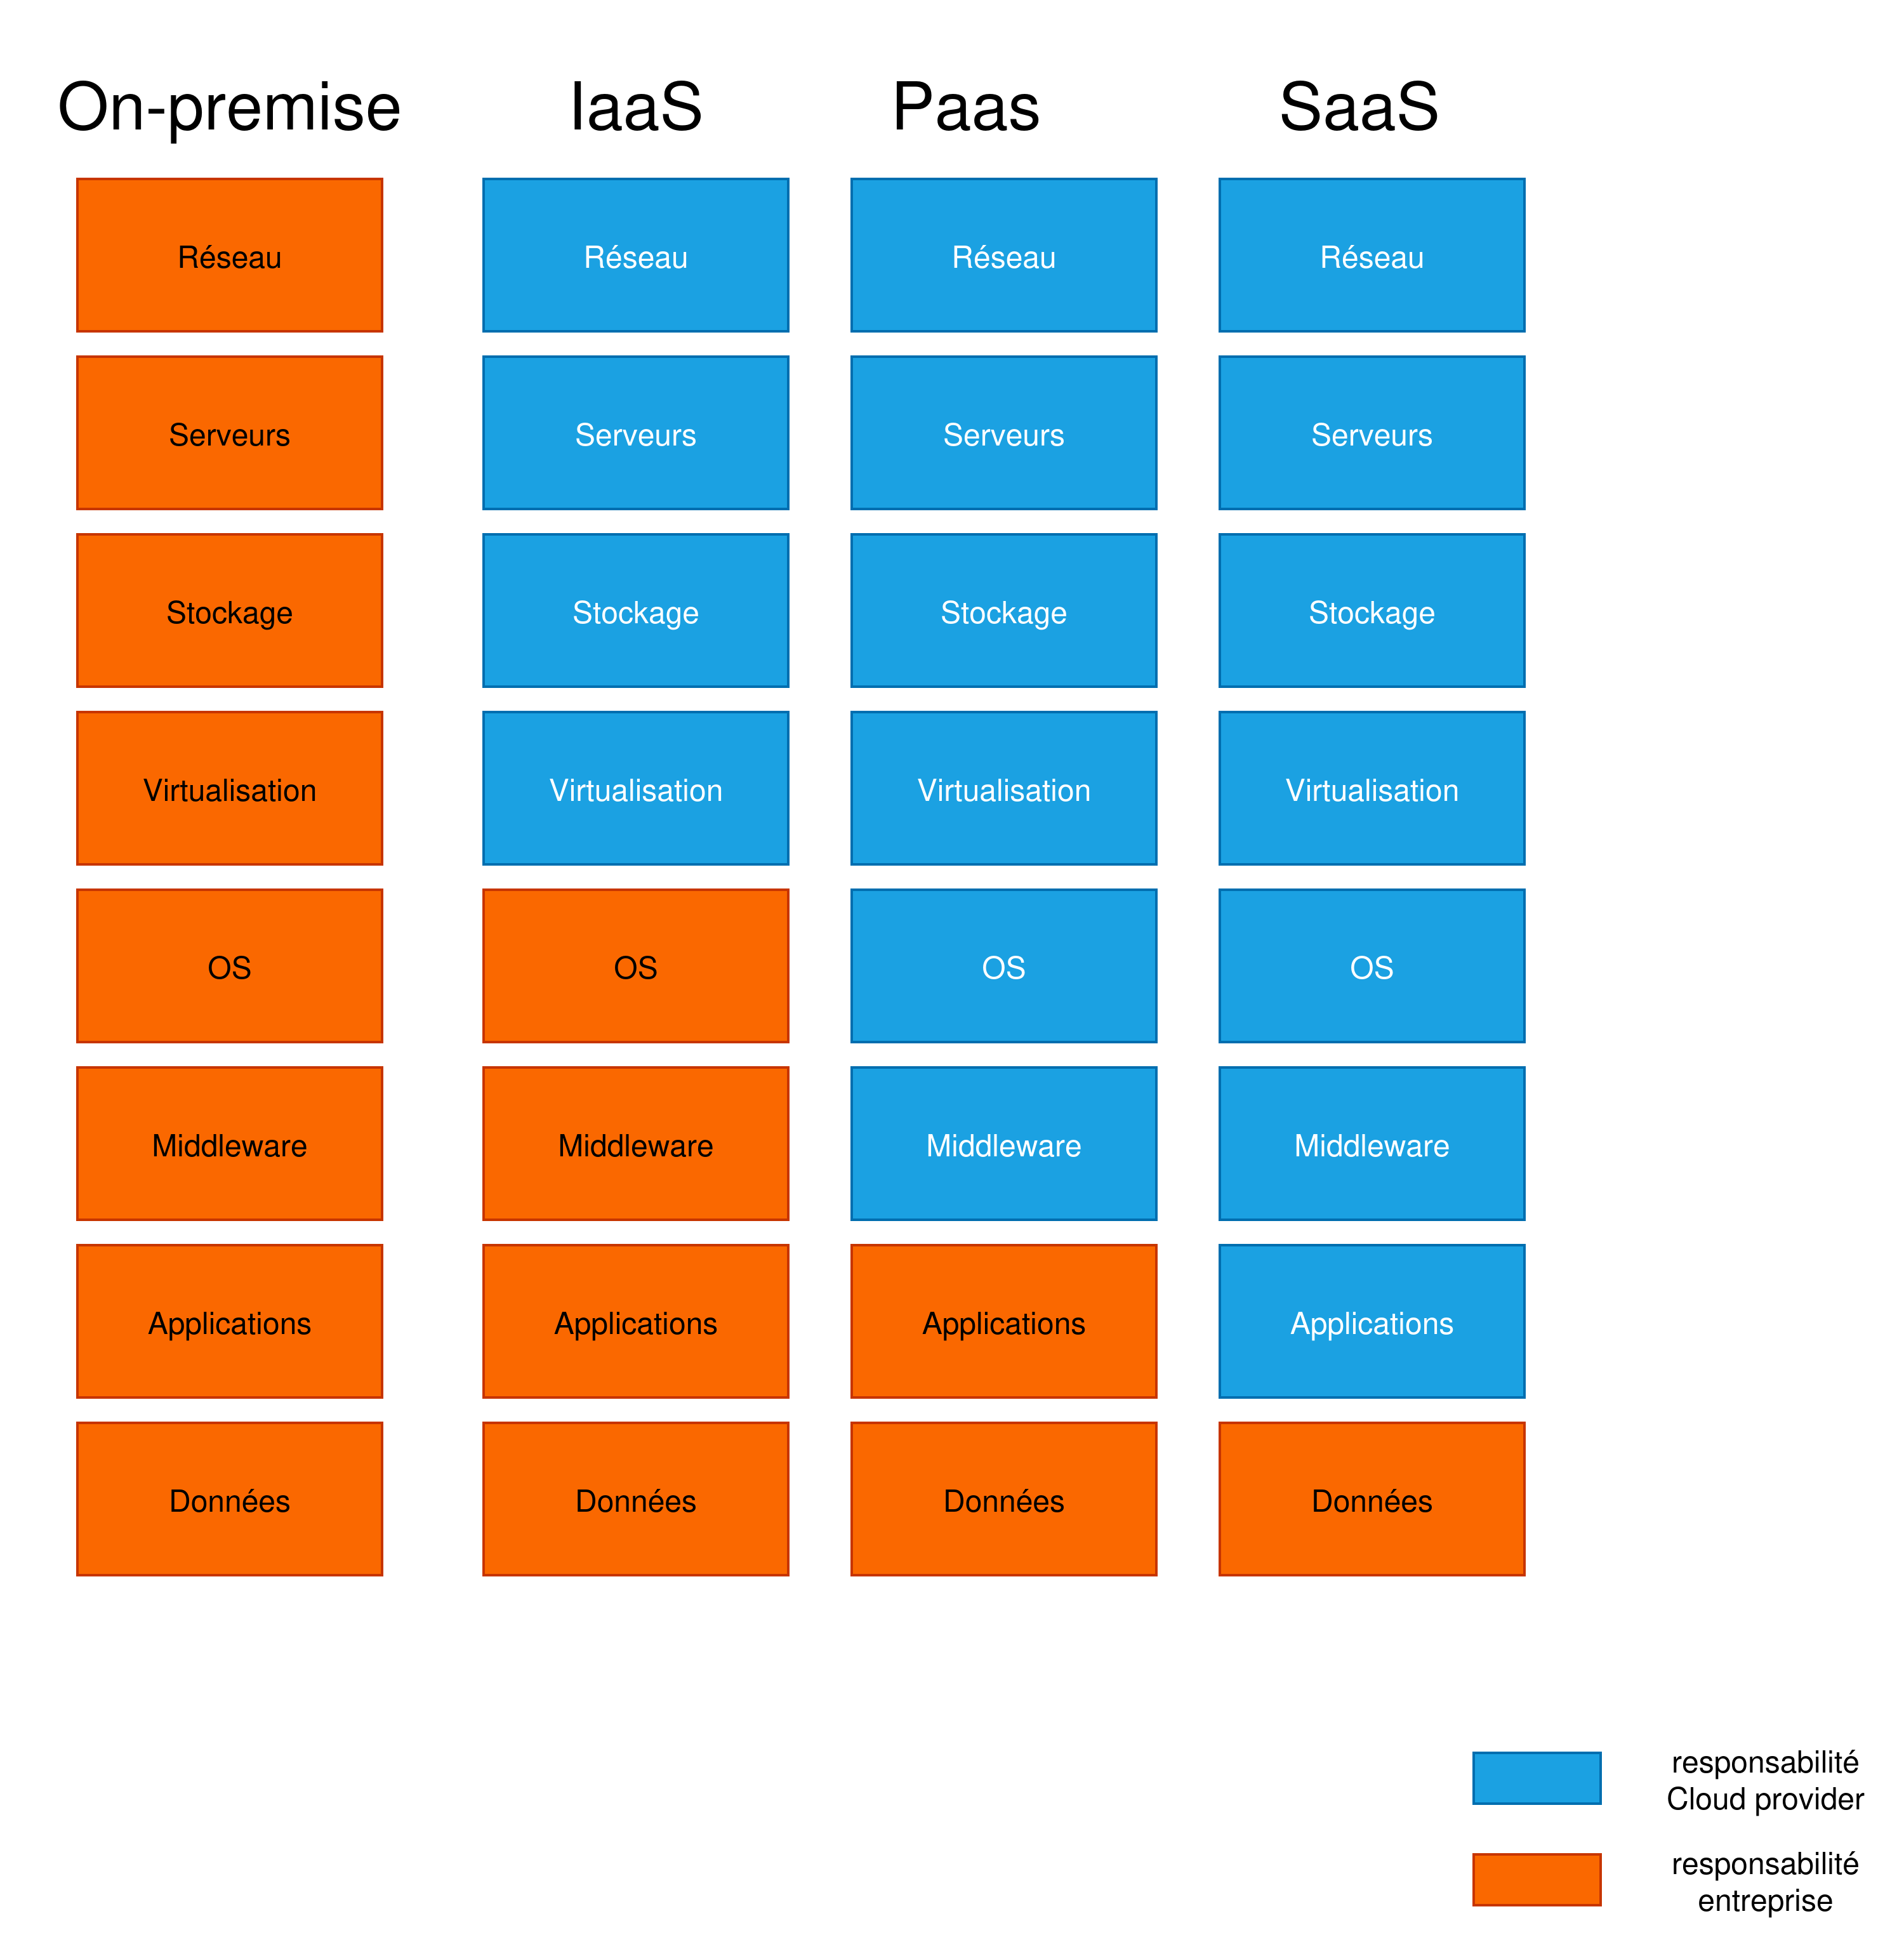 On-premise
IaaS
Paas
SaaS
Réseau
Réseau
Réseau
Réseau
Serveurs
Serveurs
Serveurs
Serveurs
Stockage
Stockage
Stockage
Stockage
Virtualisation
Virtualisation
Virtualisation
Virtualisation
OS
OS
OS
OS
Middleware
Middleware
Middleware
Middleware
Applications
Applications
Applications
Applications
Données
Données
Données
Données
responsabilité
Cloud provider
responsabilité
entreprise